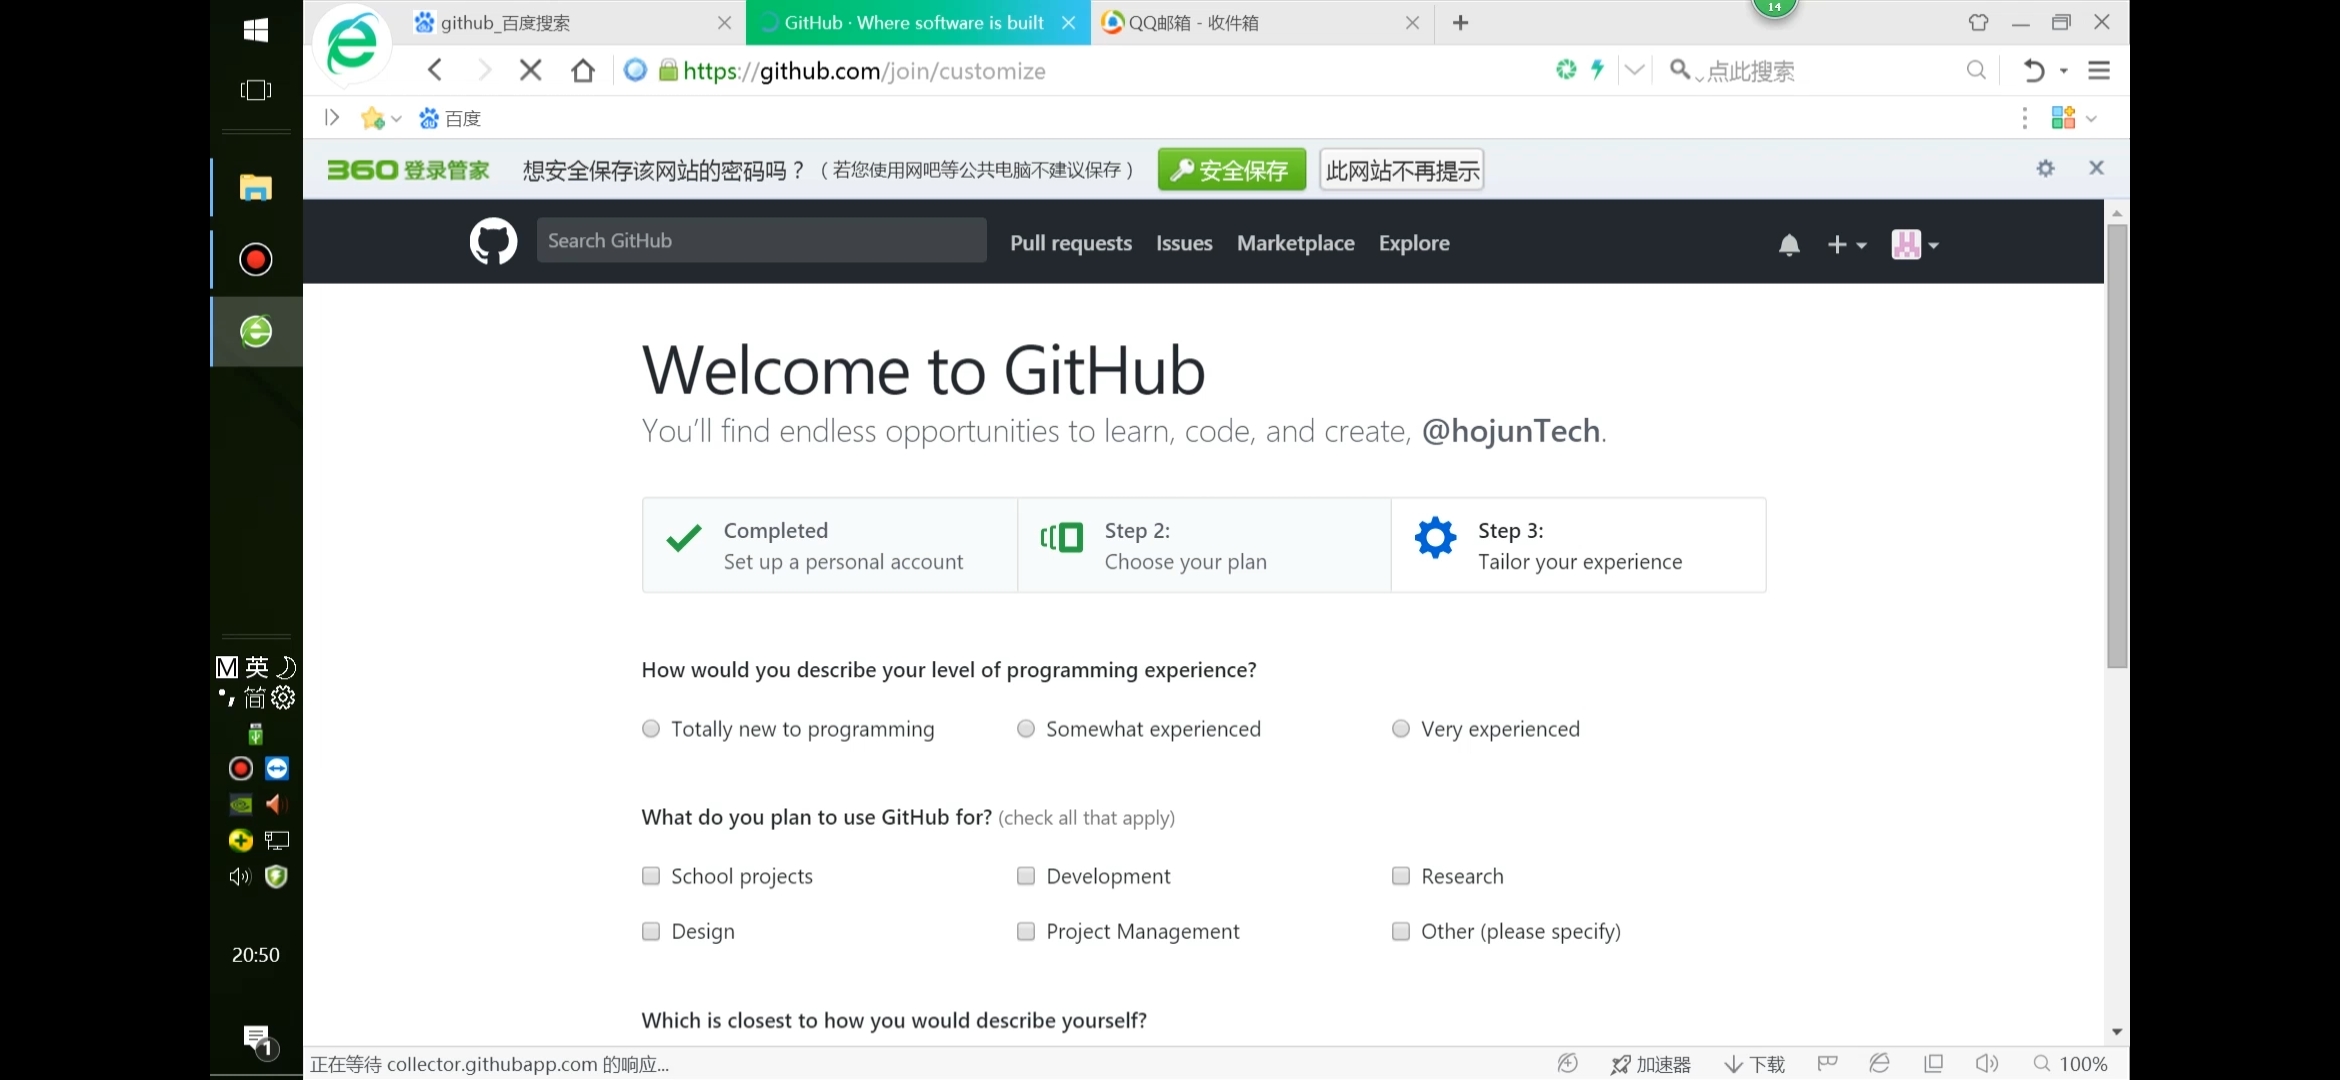 github_百度搜索
GitHub · Where software is built
QQ邮箱 - 收件箱
14
https://github.com/join/customize
点此搜索
百度
360 登录管家
想安全保存该网站的密码吗？（若您使用网吧等公共电脑不建议保存）
安全保存
此网站不再提示
Search GitHub
Pull requests
Issues
Marketplace
Explore
Welcome to GitHub
You'll find endless opportunities to learn, code, and create, @hojunTech.
Completed
Set up a personal account
Step 2:
Choose your plan
Step 3:
Tailor your experience
How would you describe your level of programming experience?
Totally new to programming
Somewhat experienced
Very experienced
What do you plan to use GitHub for? (check all that apply)
School projects
Development
Research
Design
Project Management
Other (please specify)
Which is closest to how you would describe yourself?
M 英
简
20:50
1
正在等待 collector.githubapp.com 的响应...
加速器
下载
100%